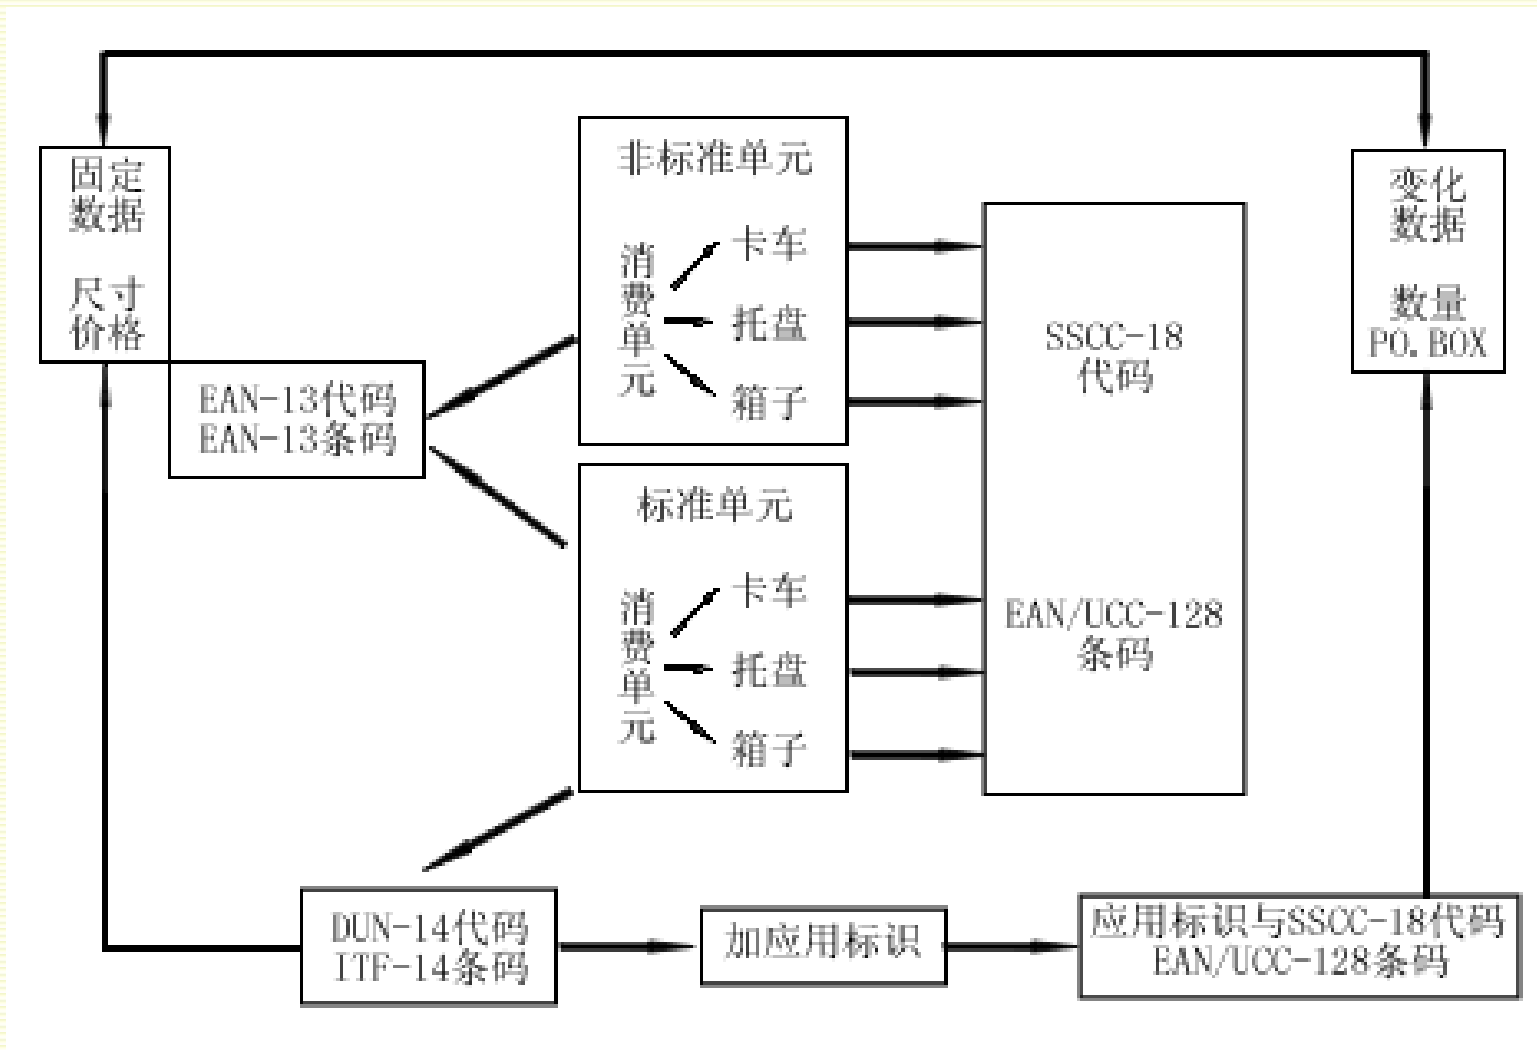 固定
数据
尺寸
价格
EAN-13代码
EAN-13条码
非标准单元
消费单元
卡车
托盘
箱子
标准单元
消费单元
卡车
托盘
箱子
SSCC-18
代码
EAN/UCC-128
条码
变化
数据
数量
PO.BOX
DUN-14代码
ITF-14条码
加应用标识
应用标识与SSCC-18代码
EAN/UCC-128条码